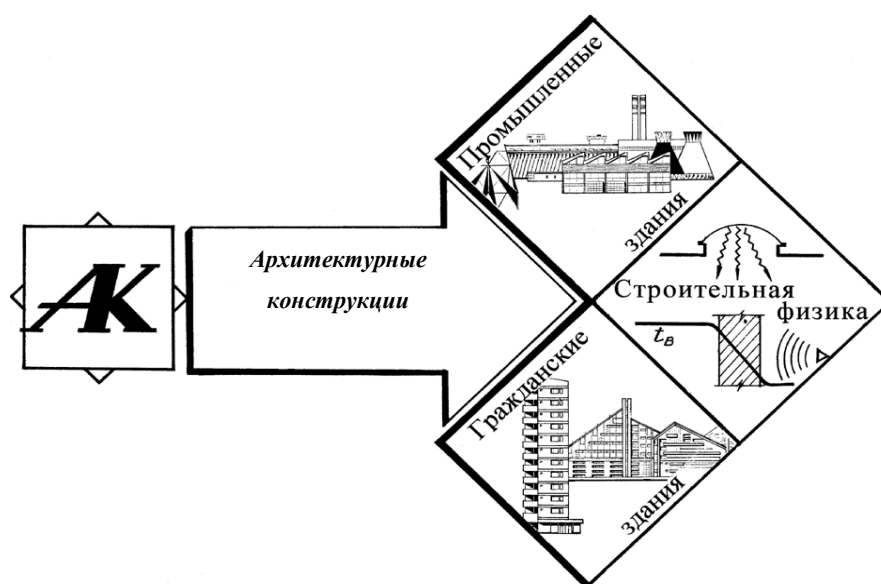 АК
Архитектурные
конструкции
Промышленные
здания
Строительная
физика
tв
Гражданские
здания